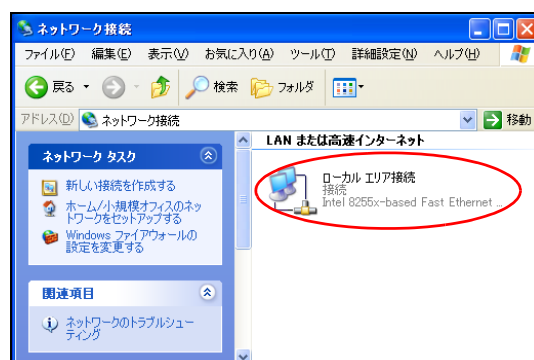 ネットワーク接続
ファイル(F) 編集(E) 表示(V) お気に入り(A) ツール(T) 詳細設定(N) ヘルプ(H)
戻る 検索 フォルダ
アドレス(D) ネットワーク接続 移動
ネットワーク タスク
新しい接続を作成する
ホーム/小規模オフィスのネッ
トワークをセットアップする
Windows ファイアウォールの
設定を変更する
関連項目
ネットワークのトラブルシュー
ティング
LAN または高速インターネット
ローカル エリア接続
接続
Intel 8255x-based Fast Ethernet ...